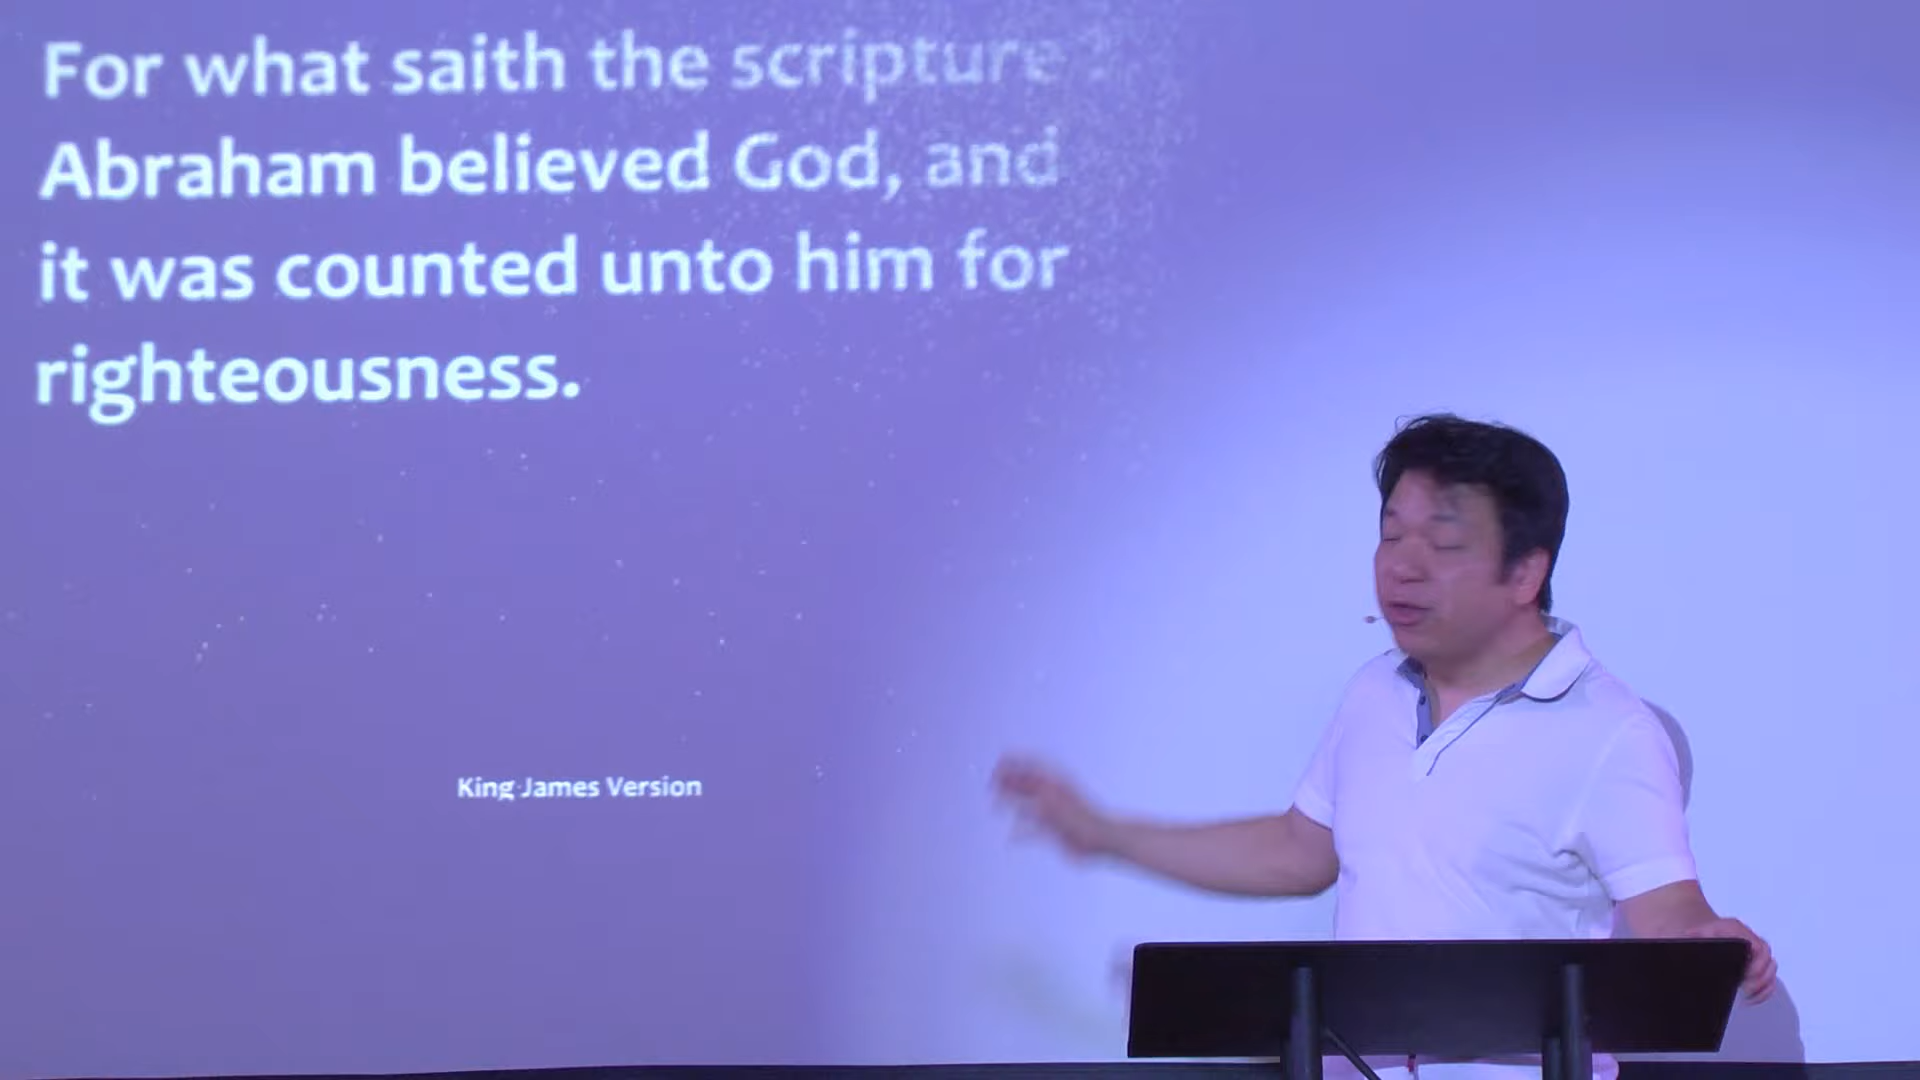 For what saith the scripture?
Abraham believed God, and
it was counted unto him for
righteousness.
King James Version